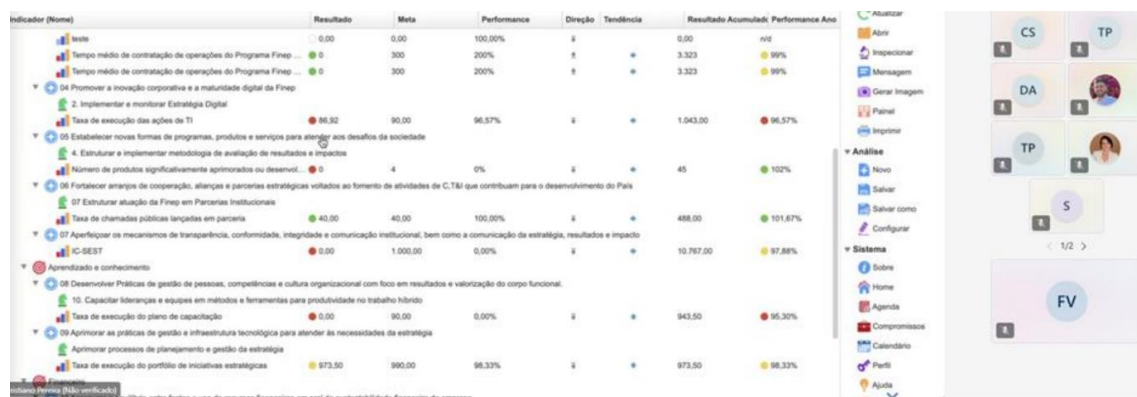 Indicador (Nome) Resultado Meta Performance Direção Tendência Resultado Acumulado Performance Ano
teste 0,00 0,00 100,00% 0,00 n/d
Tempo médio de contratação de operações do Programa Finep ... 0 300 200% 3.323 99%
Tempo médio de contratação de operações do Programa Finep ... 0 300 200% 3.323 99%
04 Promover a inovação corporativa e a maturidade digital da Finep
2. Implementar e monitorar Estratégia Digital
Taxa de execução das ações de TI 86,92 90,00 96,57% 1.043,00 96,57%
05 Estabelecer novas formas de programas, produtos e serviços para atender aos desafios da sociedade
4. Estruturar e implementar metodologia de avaliação de resultados e impactos
Número de produtos significativamente aprimorados ou desenvol... 0 4 0% 45 102%
06 Fortalecer arranjos de cooperação, alianças e parcerias estratégicas voltados ao fomento de atividades de C,T&I que contribuam para o desenvolvimento do País
07 Estruturar atuação da Finep em Parcerias Institucionais
Taxa de chamadas públicas lançadas em parceria 40,00 40,00 100,00% 488,00 101,67%
07 Aperfeiçoar os mecanismos de transparência, conformidade, integridade e comunicação institucional, bem como a comunicação da estratégia, resultados e impacto
IC-SEST 0,00 1.000,00 0,00% 10.767,00 97,88%
Aprendizado e conhecimento
08 Desenvolver Práticas de gestão de pessoas, competências e cultura organizacional com foco em resultados e valorização do corpo funcional.
10. Capacitar lideranças e equipes em métodos e ferramentas para produtividade no trabalho híbrido
Taxa de execução do plano de capacitação 0,00 90,00 0,00% 943,50 95,30%
09 Aprimorar as práticas de gestão e infraestrutura tecnológica para atender às necessidades da estratégia
Aprimorar processos de planejamento e gestão da estratégia
Taxa de execução do portfólio de iniciativas estratégicas 973,50 990,00 98,33% 973,50 98,33%
Financeiro
Pereira (Não verificado)
Atualizar
Abrir
Inspecionar
Mensagem
Gerar Imagem
Painel
Imprimir
Análise
Novo
Salvar
Salvar como
Configurar
Sistema
Sobre
Home
Agenda
Compromissos
Calendário
Perfil
Ajuda
CS TP
DA
TP
S
1/2
FV